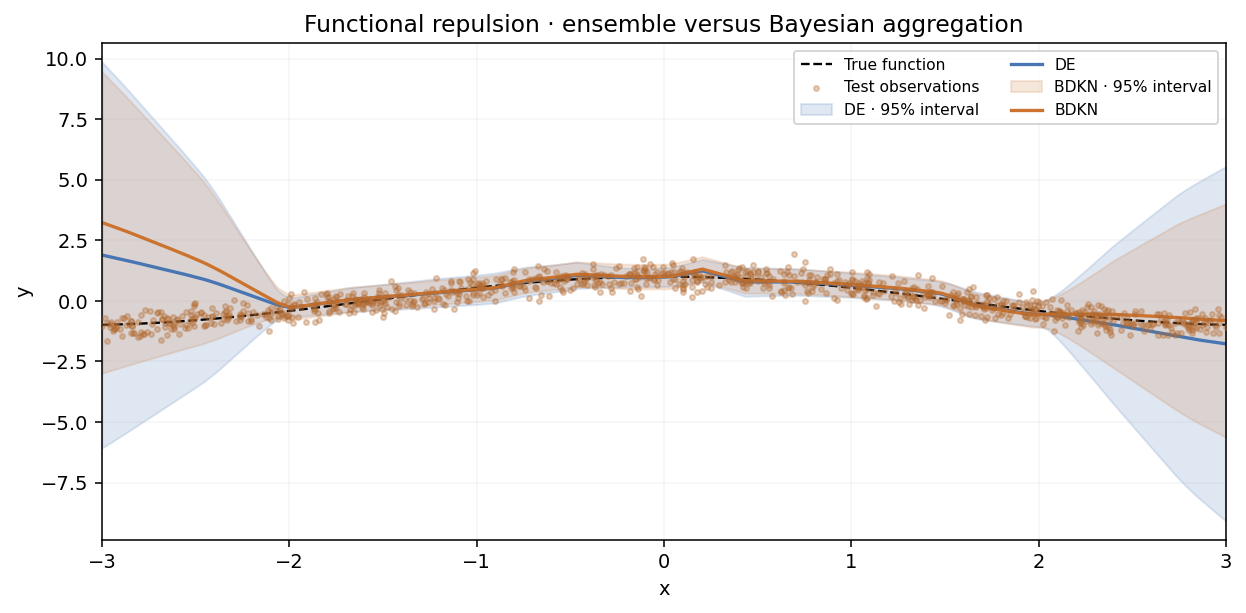 Functional repulsion · ensemble versus Bayesian aggregation
True function
Test observations
DE · 95% interval
DE
BDKN · 95% interval
BDKN
10.0
7.5
5.0
2.5
0.0
−2.5
−5.0
−7.5
y
−3
−2
−1
0
1
2
3
x